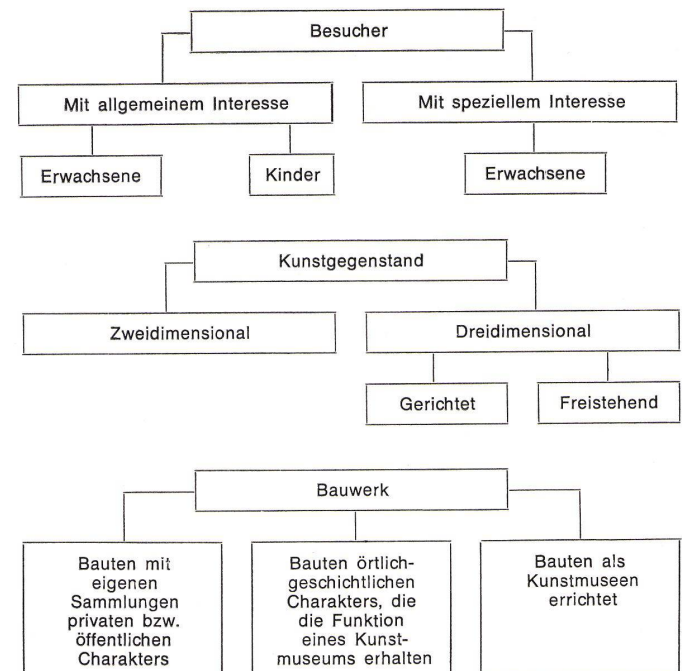 Besucher
Mit allgemeinem Interesse
Mit speziellem Interesse
Erwachsene
Kinder
Erwachsene
Kunstgegenstand
Zweidimensional
Dreidimensional
Gerichtet
Freistehend
Bauwerk
Bauten mit
eigenen
Sammlungen
privaten bzw.
öffentlichen
Charakters
Bauten örtlich-
geschichtlichen
Charakters, die
die Funktion
eines Kunst-
museums erhalten
Bauten als
Kunstmuseen
errichtet